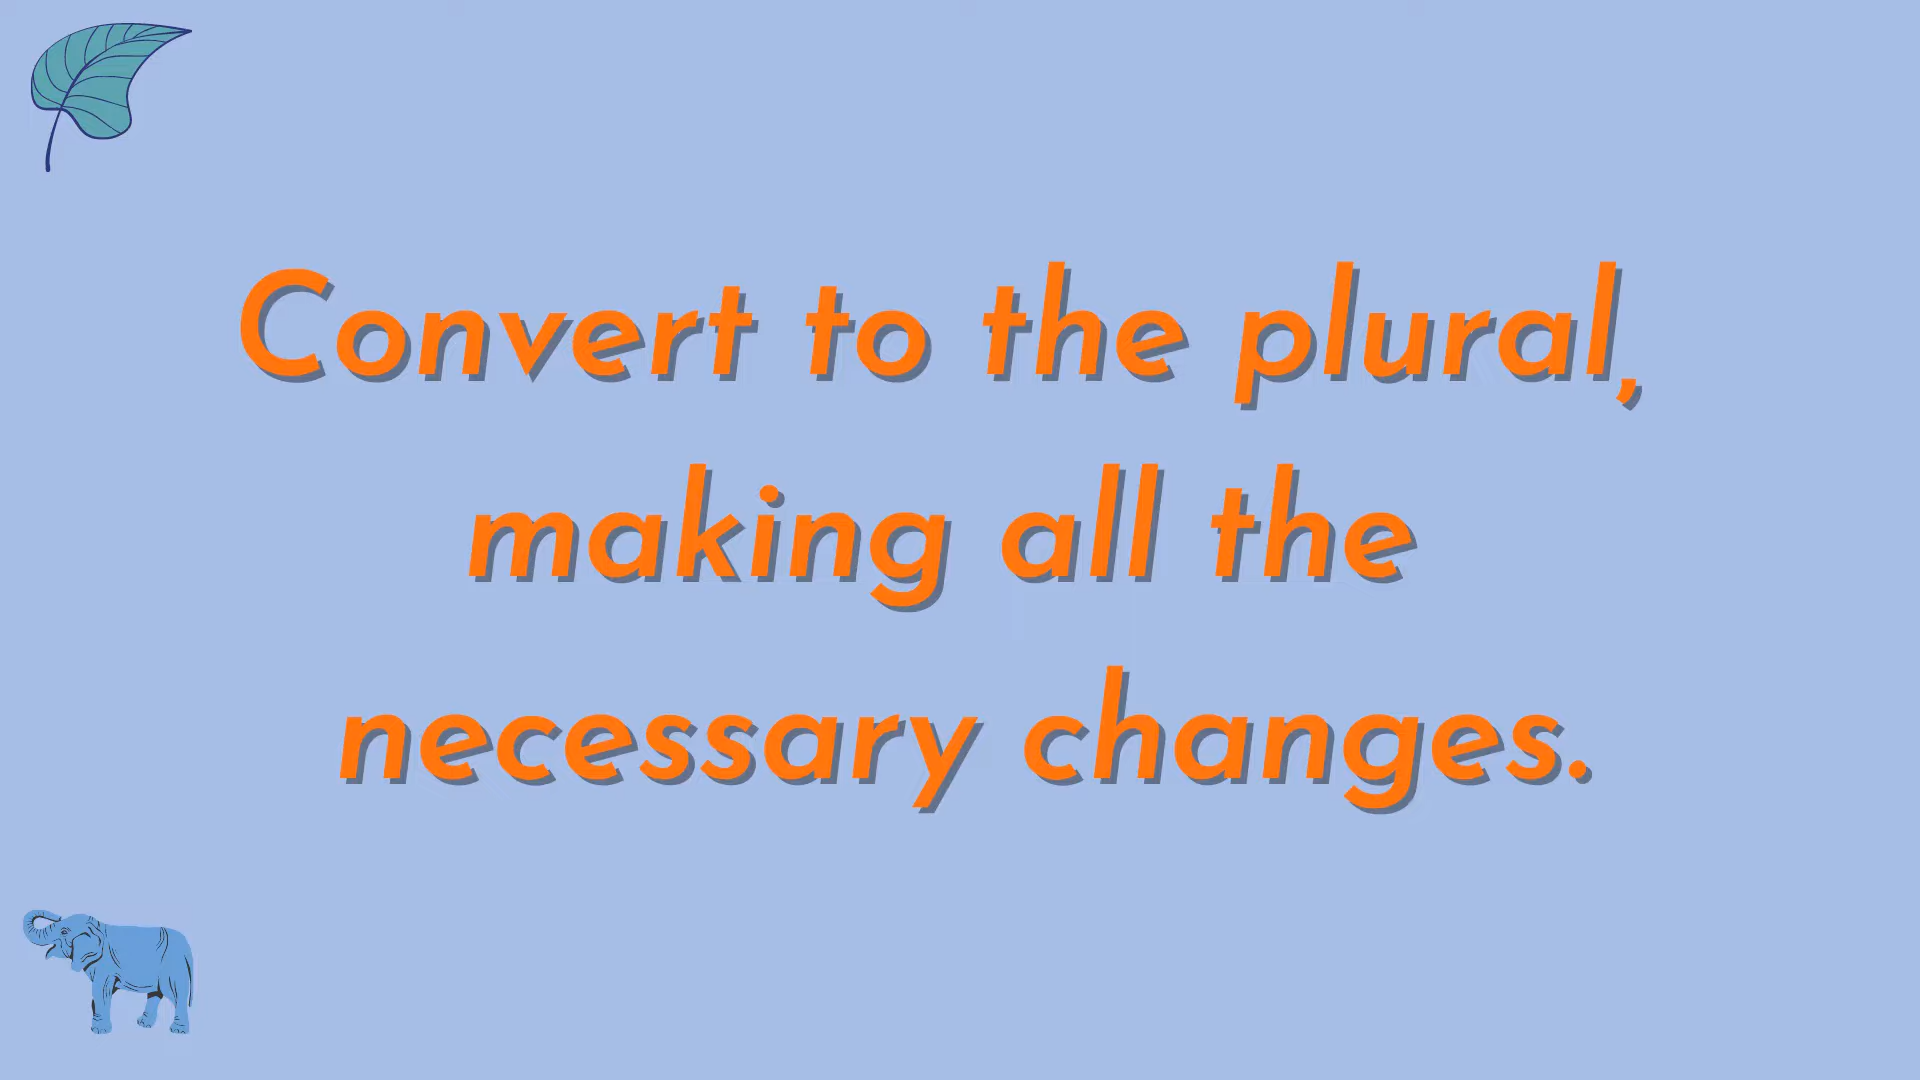 Convert to the plural,
making all the
necessary changes.